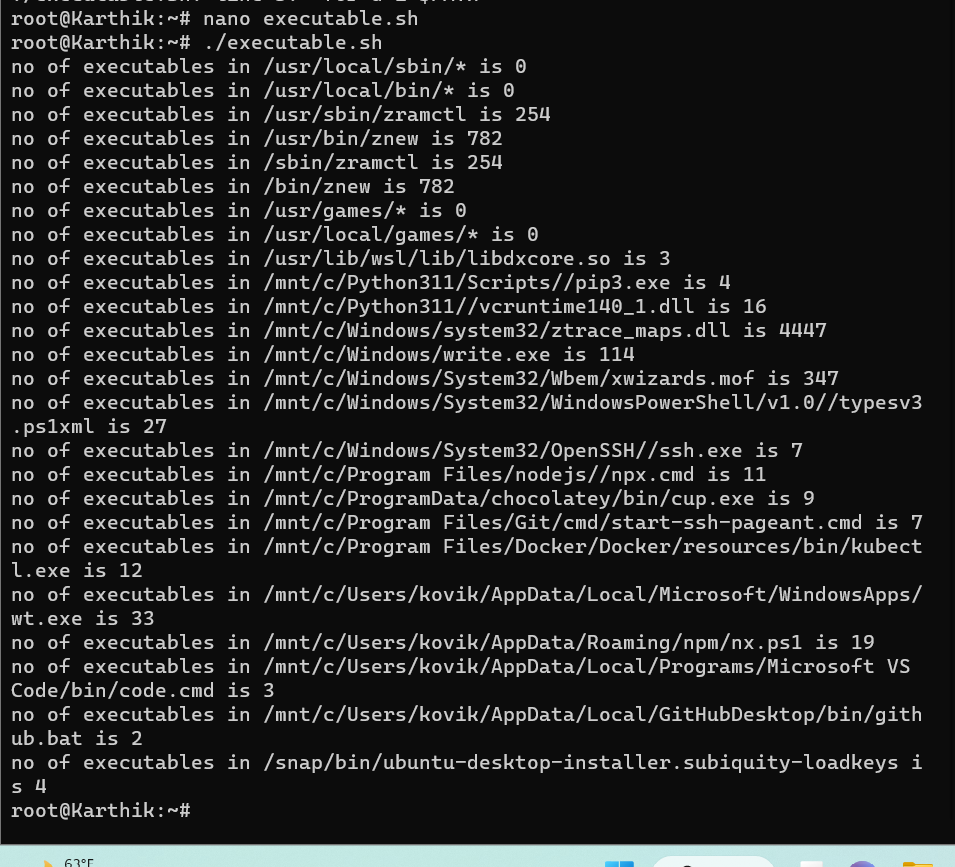 root@Karthik:~# nano executable.sh
root@Karthik:~# ./executable.sh
no of executables in /usr/local/sbin/* is 0
no of executables in /usr/local/bin/* is 0
no of executables in /usr/sbin/zramctl is 254
no of executables in /usr/bin/znew is 782
no of executables in /sbin/zramctl is 254
no of executables in /bin/znew is 782
no of executables in /usr/games/* is 0
no of executables in /usr/local/games/* is 0
no of executables in /usr/lib/wsl/lib/libdxcore.so is 3
no of executables in /mnt/c/Python311/Scripts//pip3.exe is 4
no of executables in /mnt/c/Python311//vcruntime140_1.dll is 16
no of executables in /mnt/c/Windows/system32/ztrace_maps.dll is 4447
no of executables in /mnt/c/Windows/write.exe is 114
no of executables in /mnt/c/Windows/System32/Wbem/xwizards.mof is 347
no of executables in /mnt/c/Windows/System32/WindowsPowerShell/v1.0//typesv3
.ps1xml is 27
no of executables in /mnt/c/Windows/System32/OpenSSH//ssh.exe is 7
no of executables in /mnt/c/Program Files/nodejs//npx.cmd is 11
no of executables in /mnt/c/ProgramData/chocolatey/bin/cup.exe is 9
no of executables in /mnt/c/Program Files/Git/cmd/start-ssh-pageant.cmd is 7
no of executables in /mnt/c/Program Files/Docker/Docker/resources/bin/kubect
l.exe is 12
no of executables in /mnt/c/Users/kovik/AppData/Local/Microsoft/WindowsApps/
wt.exe is 33
no of executables in /mnt/c/Users/kovik/AppData/Roaming/npm/nx.ps1 is 19
no of executables in /mnt/c/Users/kovik/AppData/Local/Programs/Microsoft VS
Code/bin/code.cmd is 3
no of executables in /mnt/c/Users/kovik/AppData/Local/GitHubDesktop/bin/gith
ub.bat is 2
no of executables in /snap/bin/ubuntu-desktop-installer.subiquity-loadkeys i
s 4
root@Karthik:~#
63°F